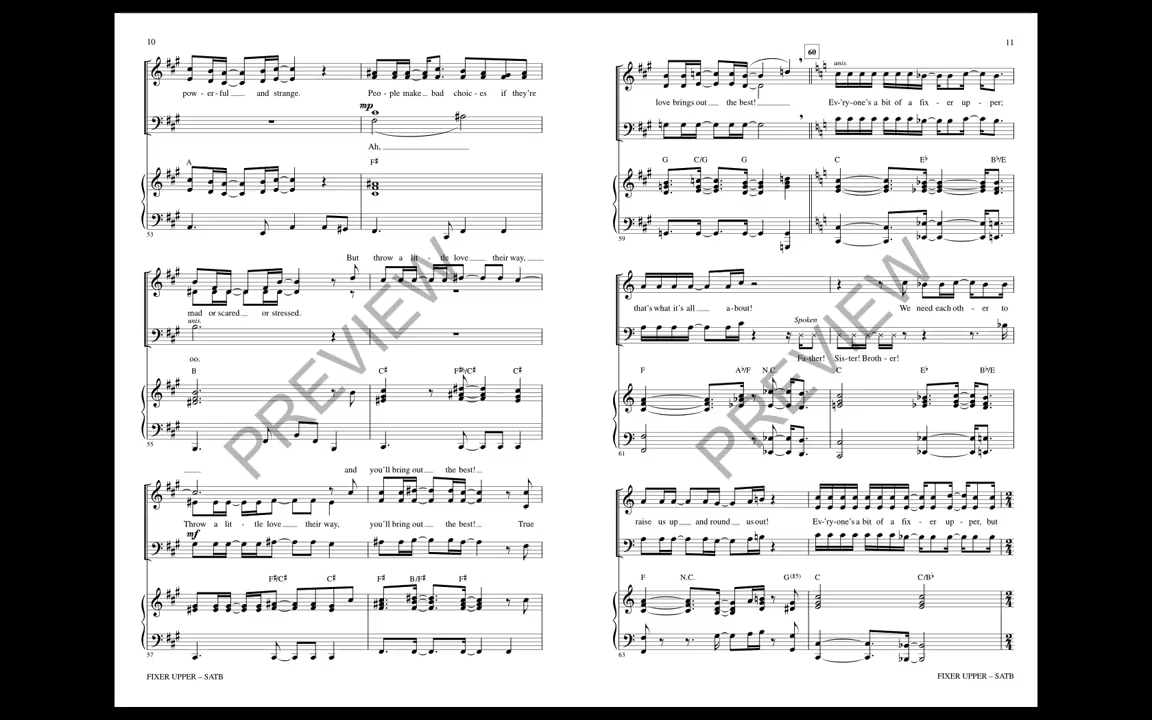 10
pow - er - ful and strange. Peo - ple make bad choic - es if they're
mp
Ah,
A F♯
53
But throw a lit - tle love their way,
mad or scared or stressed.
unis.
oo.
B C♯ F♯/C♯ C♯
55
and you'll bring out the best!
Throw a lit - tle love their way, you'll bring out the best! True
mf
F♯/C♯ C♯ F♯ B/F♯ F♯
57
FIXER UPPER – SATB
PREVIEW
11
60
unis.
love brings out the best! Ev-'ry-one's a bit of a fix - er up - per;
G C/G G C E♭ B♭/E
59
that's what it's all a-bout! We need each oth - er to
Spoken
Fa-ther! Sis-ter! Broth - er!
F A♭/F N.C. C E♭ B♭/E
61
raise us up and round us out! Ev-'ry-one's a bit of a fix - er up - per, but
F N.C. G(♯5) C C/B♭
63
FIXER UPPER – SATB
PREVIEW